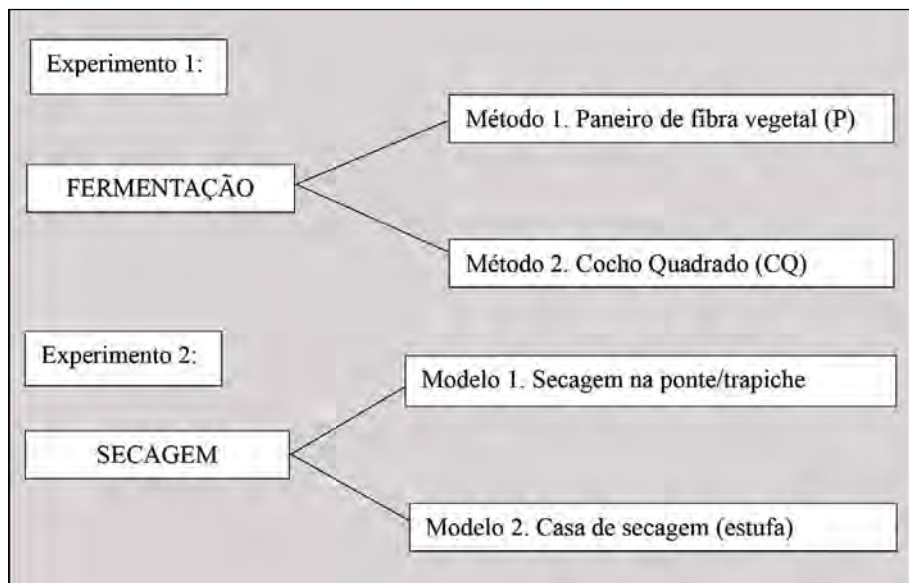 Experimento 1:
Método 1. Paneiro de fibra vegetal (P)
FERMENTAÇÃO
Método 2. Cocho Quadrado (CQ)
Experimento 2:
Modelo 1. Secagem na ponte/trapiche
SECAGEM
Modelo 2. Casa de secagem (estufa)